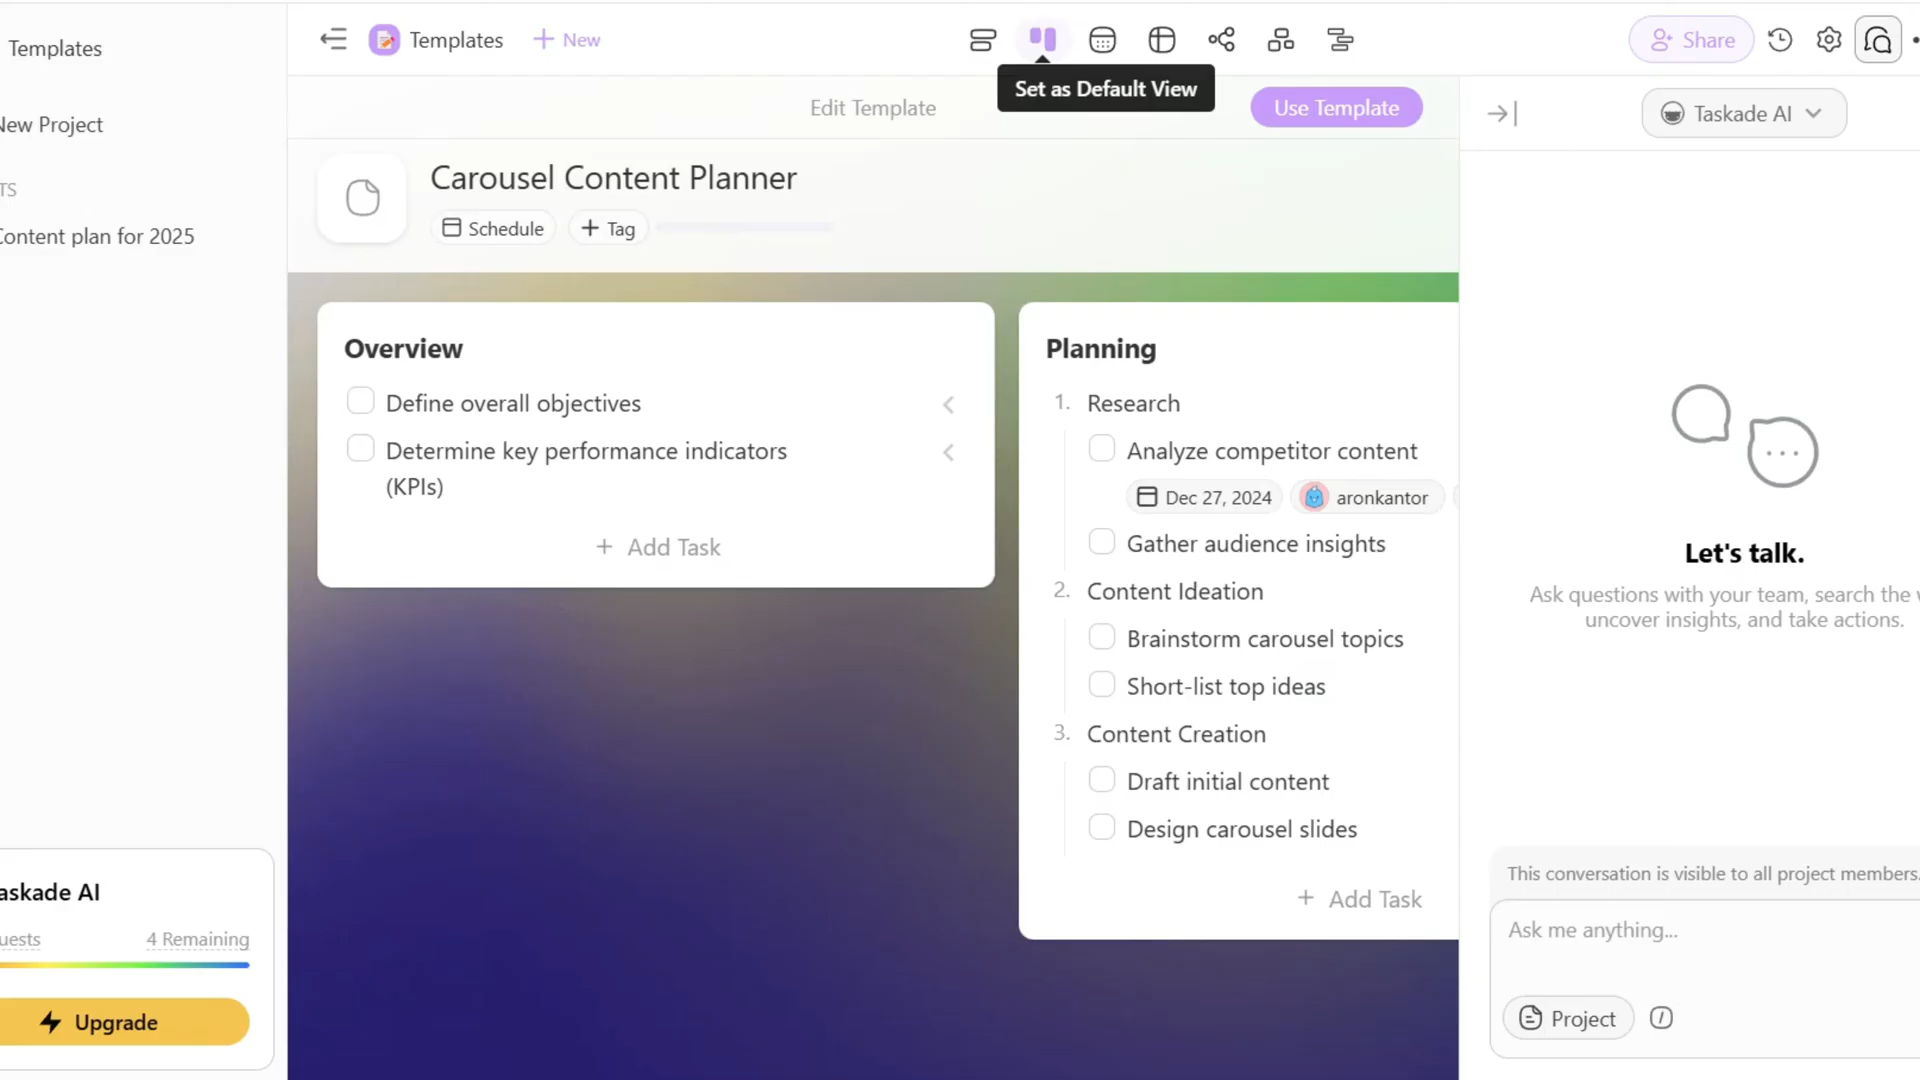 Templates
New Project
TS
Content plan for 2025
Taskade AI
uests
4 Remaining
Upgrade
Templates
New
Share
Set as Default View
Edit Template
Use Template
Taskade AI
Carousel Content Planner
Schedule
Tag
Overview
Define overall objectives
Determine key performance indicators
(KPIs)
Add Task
Planning
1. Research
Analyze competitor content
Dec 27, 2024
aronkantor
Gather audience insights
2. Content Ideation
Brainstorm carousel topics
Short-list top ideas
3. Content Creation
Draft initial content
Design carousel slides
Add Task
Let's talk.
Ask questions with your team, search the
uncover insights, and take actions.
This conversation is visible to all project members.
Ask me anything...
Project